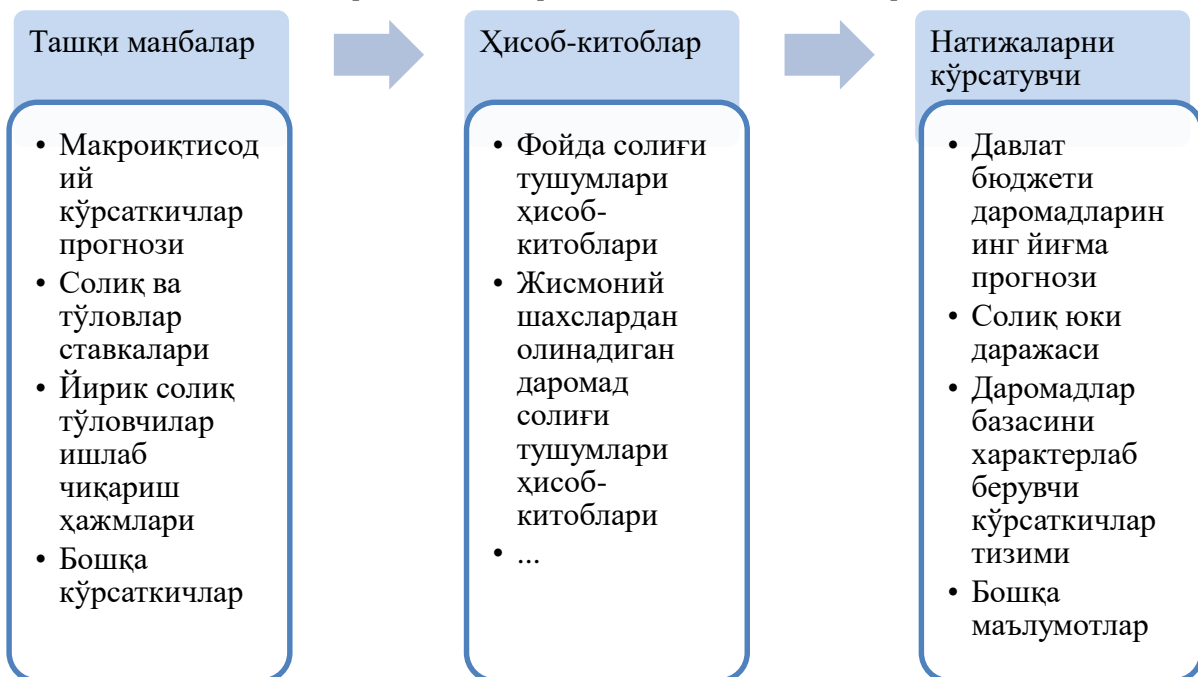 Ташқи манбалар
• Макроиқтисод
ий
кўрсаткичлар
прогнози
• Солиқ ва
тўловлар
ставкалари
• Йирик солиқ
тўловчилар
ишлаб
чиқариш
ҳажмлари
• Бошқа
кўрсаткичлар
Ҳисоб-китоблар
• Фойда солиғи
тушумлари
ҳисоб-
китоблари
• Жисмоний
шахслардан
олинадиган
даромад
солиғи
тушумлари
ҳисоб-
китоблари
• ...
Натижаларни
кўрсатувчи
• Давлат
бюджети
даромадларин
инг йиғма
прогнози
• Солиқ юки
даражаси
• Даромадлар
базасини
характерлаб
берувчи
кўрсаткичлар
тизими
• Бошқа
маълумотлар